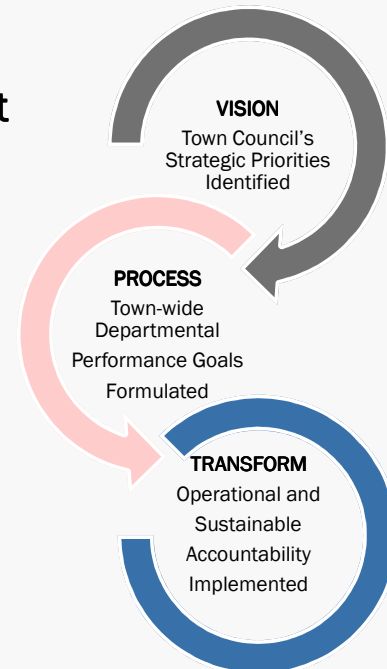 t
VISION
Town Council's
Strategic Priorities
Identified
PROCESS
Town-wide
Departmental
Performance Goals
Formulated
TRANSFORM
Operational and
Sustainable
Accountability
Implemented